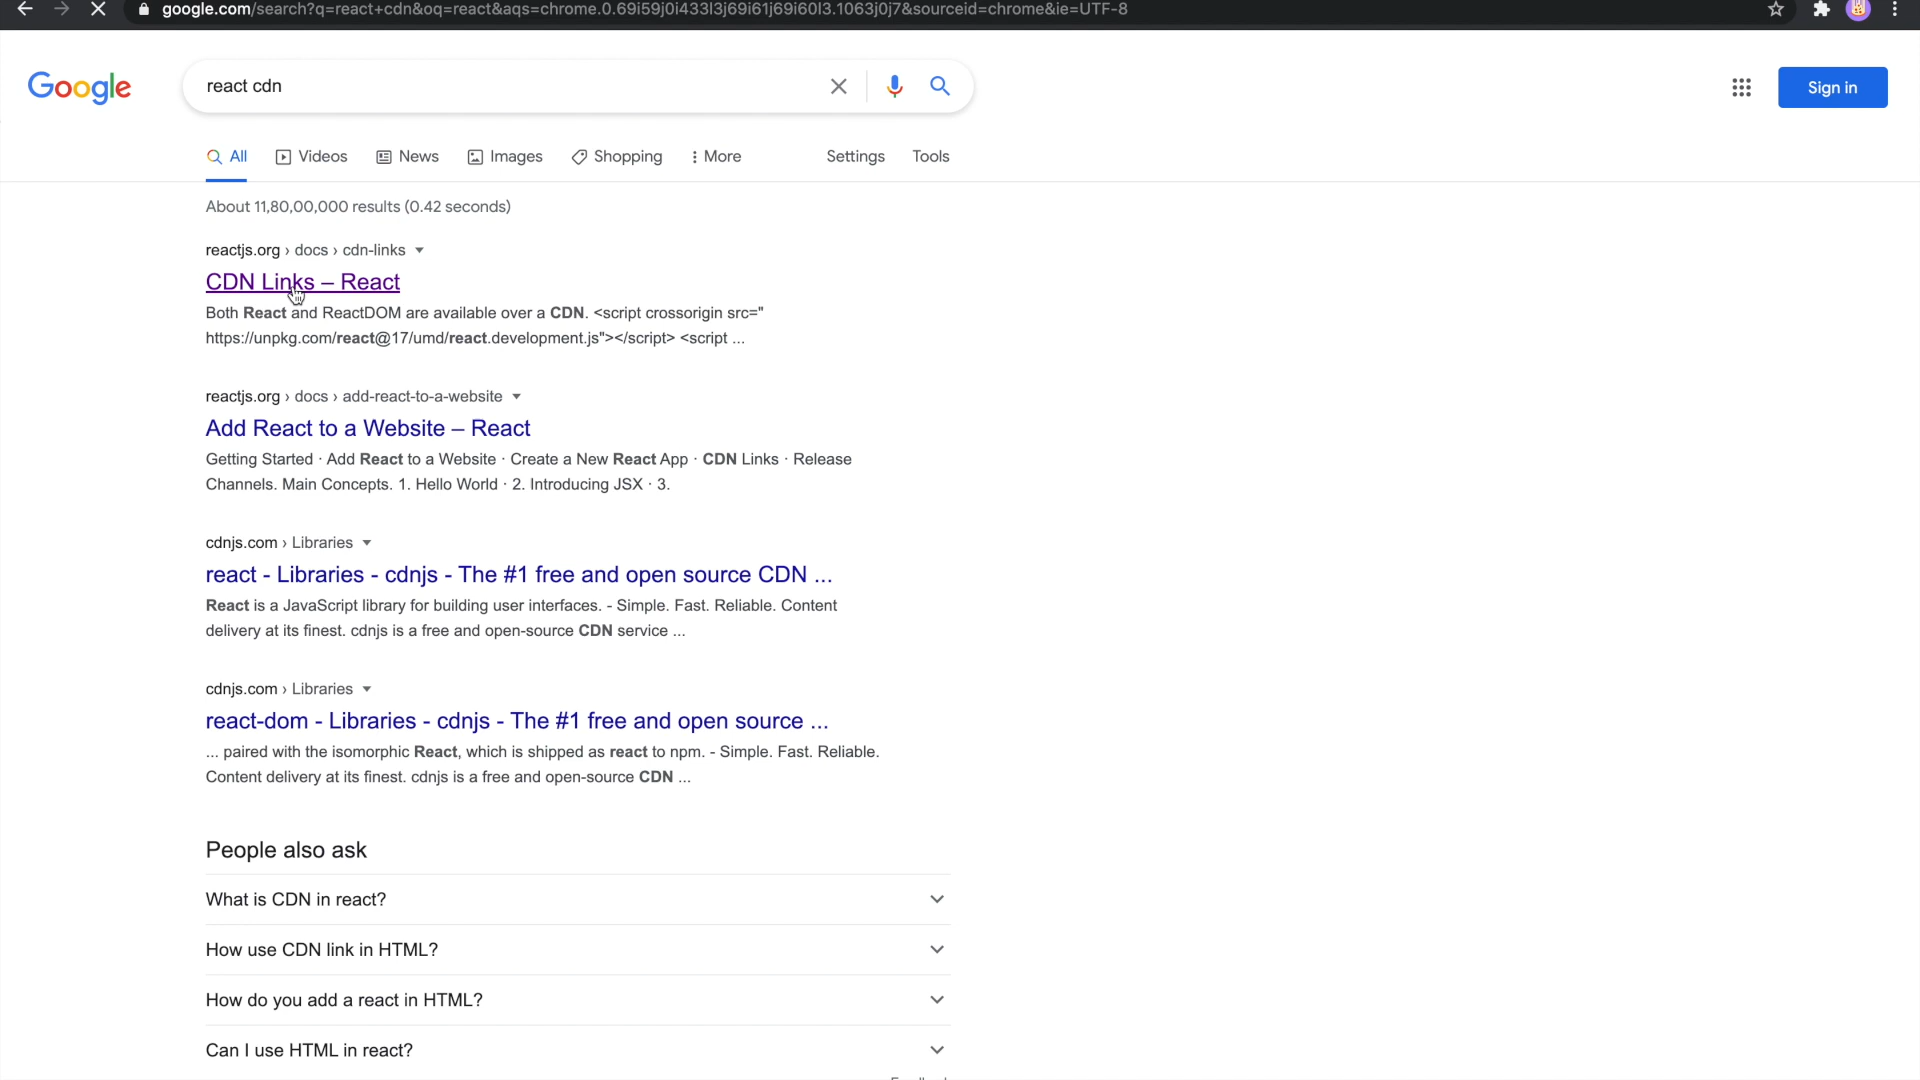 google.com/search?q=react+cdn&oq=react&aqs=chrome.0.69i59j0i433l3j69i61j69i60l3.1063j0j7&sourceid=chrome&ie=UTF-8
Google
react cdn
Sign in
All Videos News Images Shopping More Settings Tools
About 11,80,00,000 results (0.42 seconds)
reactjs.org › docs › cdn-links
CDN Links – React
Both React and ReactDOM are available over a CDN. <script crossorigin src="
https://unpkg.com/react@17/umd/react.development.js"></script> <script ...
reactjs.org › docs › add-react-to-a-website
Add React to a Website – React
Getting Started · Add React to a Website · Create a New React App · CDN Links · Release
Channels. Main Concepts. 1. Hello World · 2. Introducing JSX · 3.
cdnjs.com › Libraries
react - Libraries - cdnjs - The #1 free and open source CDN ...
React is a JavaScript library for building user interfaces. - Simple. Fast. Reliable. Content
delivery at its finest. cdnjs is a free and open-source CDN service ...
cdnjs.com › Libraries
react-dom - Libraries - cdnjs - The #1 free and open source ...
... paired with the isomorphic React, which is shipped as react to npm. - Simple. Fast. Reliable.
Content delivery at its finest. cdnjs is a free and open-source CDN ...
People also ask
What is CDN in react?
How use CDN link in HTML?
How do you add a react in HTML?
Can I use HTML in react?